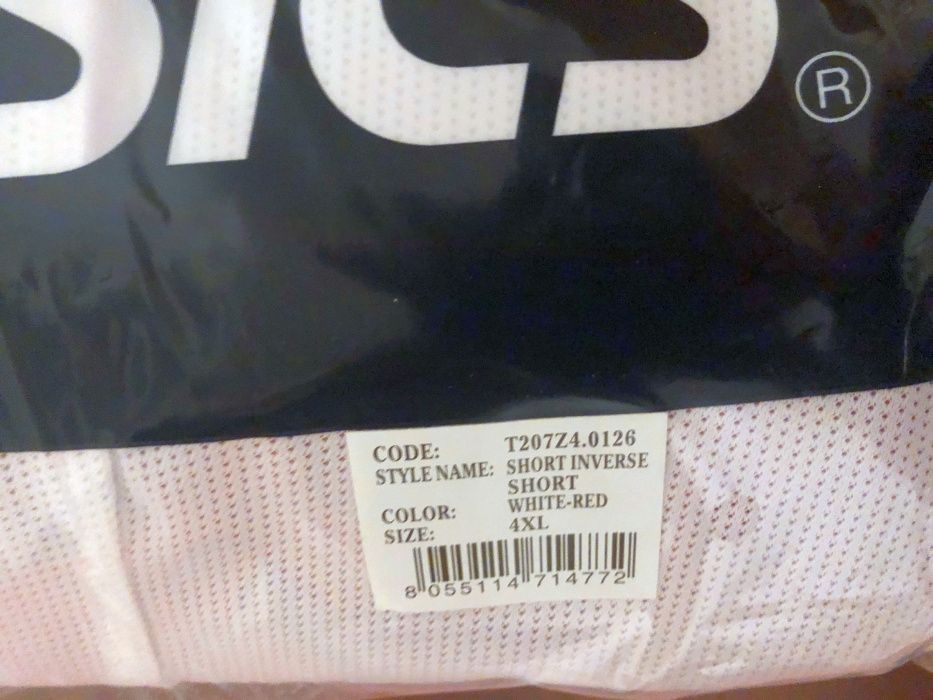 sics ®
CODE: T207Z4.0126
STYLE NAME: SHORT INVERSE
SHORT
COLOR: WHITE-RED
SIZE: 4XL
8 055114 714772